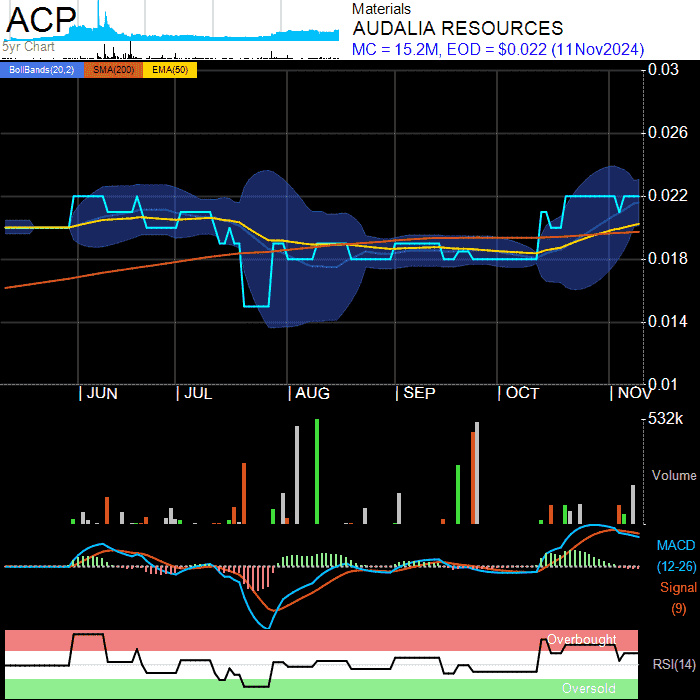 ACP
5yr Chart
Materials
AUDALIA RESOURCES
MC = 15.2M, EOD = $0.022 (11Nov2024)
BollBands(20,2) SMA(200) EMA(50)
0.03
0.026
0.022
0.018
0.014
0.01
JUN JUL AUG SEP OCT NOV
532k
Volume
MACD
(12-26)
Signal
(9)
Overbought
RSI(14)
Oversold